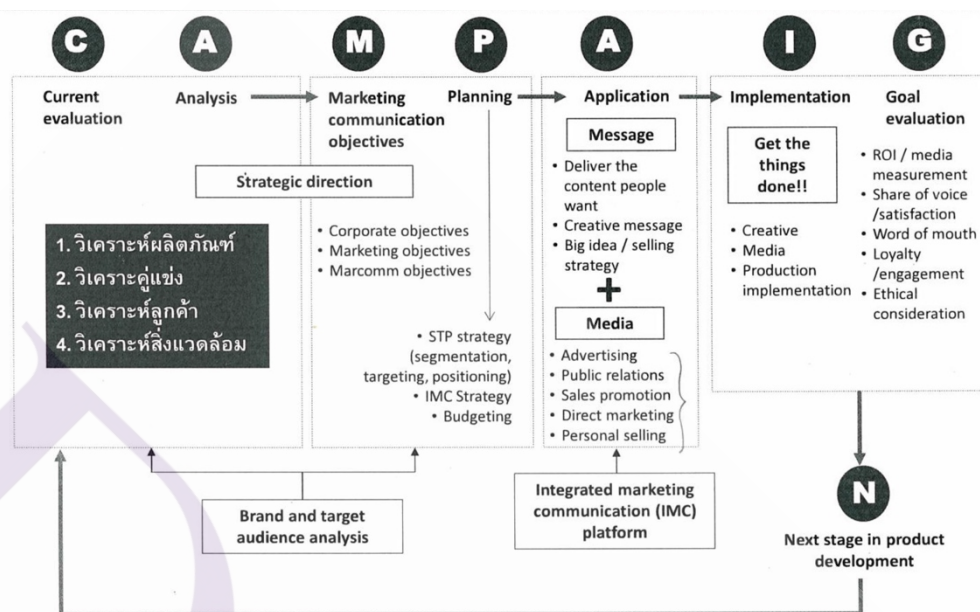 C
Current
evaluation
A
Analysis
M
Marketing
communication
objectives
P
Planning
A
Application
I
Implementation
G
Goal
evaluation
Strategic direction
1. วิเคราะห์ผลิตภัณฑ์
2. วิเคราะคู่แข่ง
3. วิเคราะห์ลูกค้า
4. วิเคราะห์สิ่งแวดล้อม
• Corporate objectives
• Marketing objectives
• Marcomm objectives
• STP strategy
(segmentation,
targeting, positioning)
• IMC Strategy
• Budgeting
Message
• Deliver the
content people
want
• Creative message
• Big idea / selling
strategy
+
Media
• Advertising
• Public relations
• Sales promotion
• Direct marketing
• Personal selling
Get the
things
done!!
• Creative
• Media
• Production
implementation
• ROI / media
measurement
• Share of voice
/satisfaction
• Word of mouth
• Loyalty
/engagement
• Ethical
consideration
Brand and target
audience analysis
Integrated marketing
communication (IMC)
platform
N
Next stage in product
development